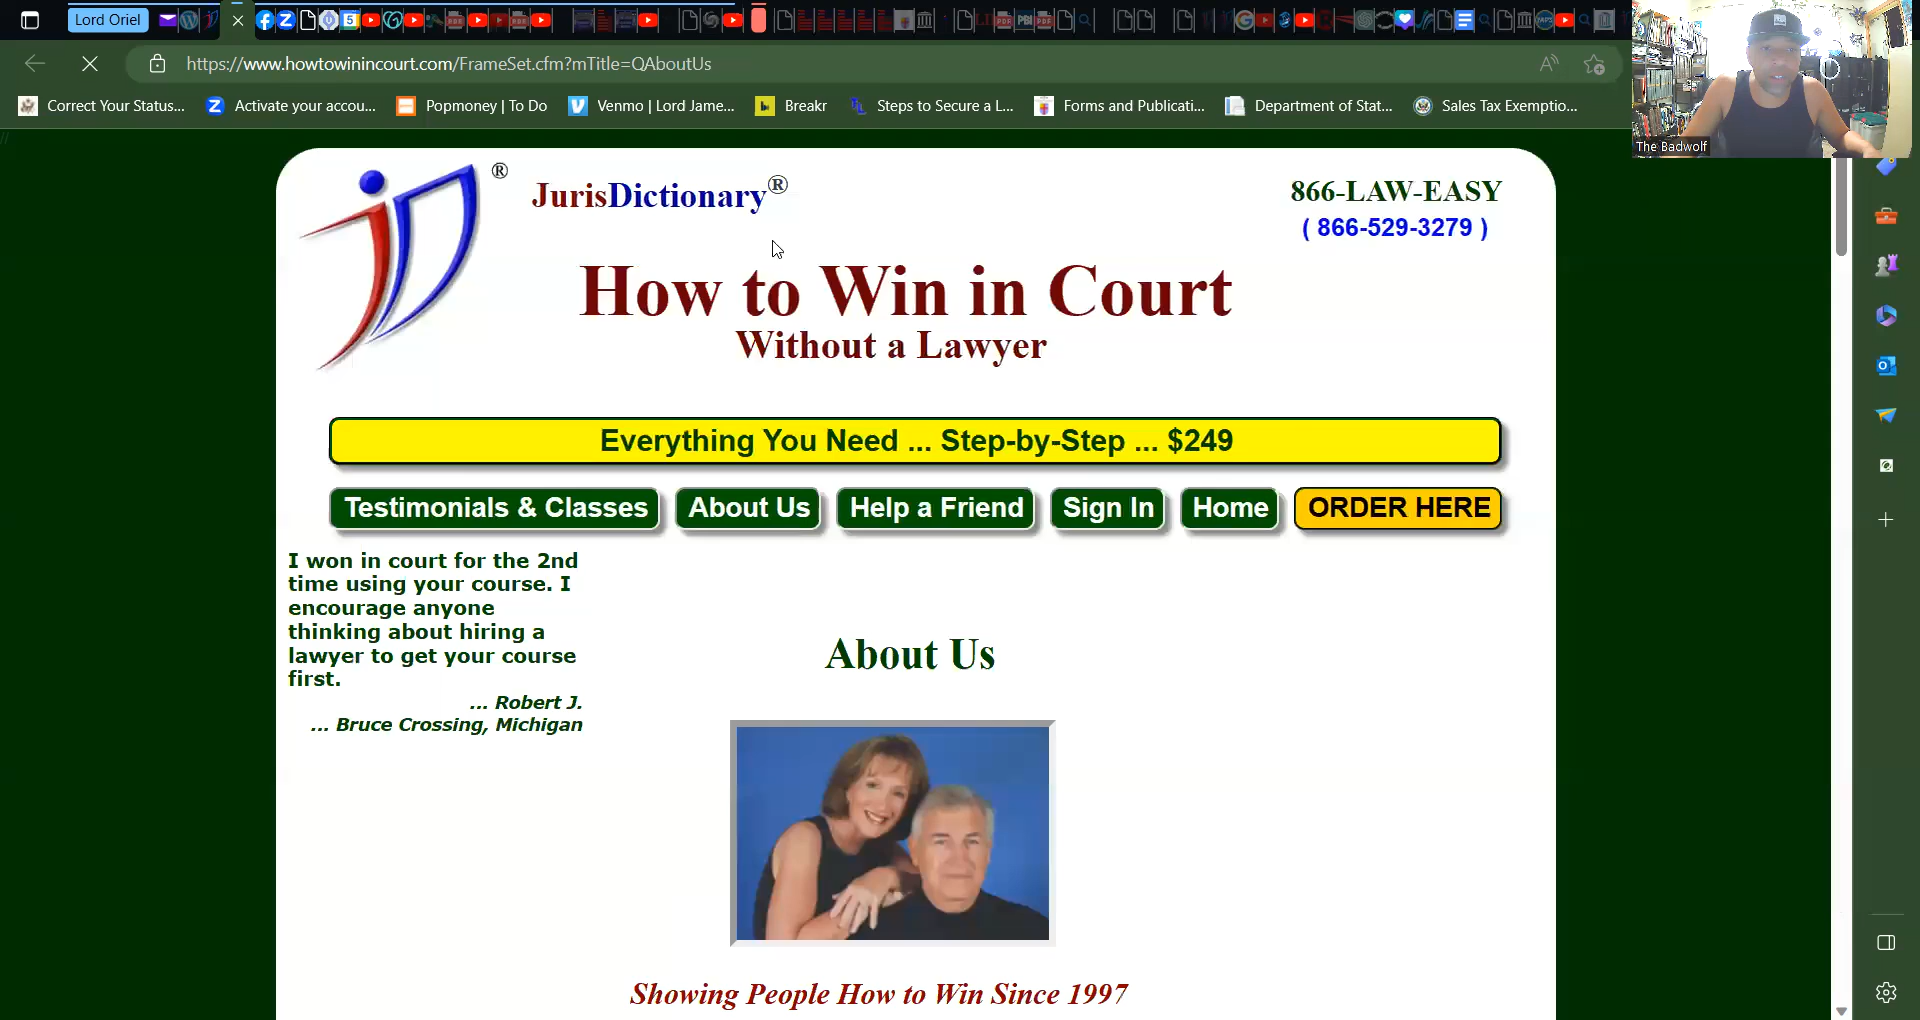 Lord Oriel
https://www.howtowinincourt.com/FrameSet.cfm?mTitle=QAboutUs
Correct Your Status... Activate your accou... Popmoney | To Do Venmo | Lord Jame... Breakr Steps to Secure a L... Forms and Publicati... Department of Stat... Sales Tax Exemptio...
The Badwolf
JurisDictionary®
866-LAW-EASY
( 866-529-3279 )
How to Win in Court
Without a Lawyer
Everything You Need ... Step-by-Step ... $249
Testimonials & Classes About Us Help a Friend Sign In Home ORDER HERE
I won in court for the 2nd
time using your course. I
encourage anyone
thinking about hiring a
lawyer to get your course
first.
... Robert J.
... Bruce Crossing, Michigan
About Us
Showing People How to Win Since 1997